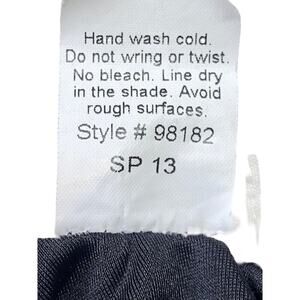 Hand wash cold.
Do not wring or twist.
No bleach. Line dry
in the shade. Avoid
rough surfaces.
Style # 98182
SP 13